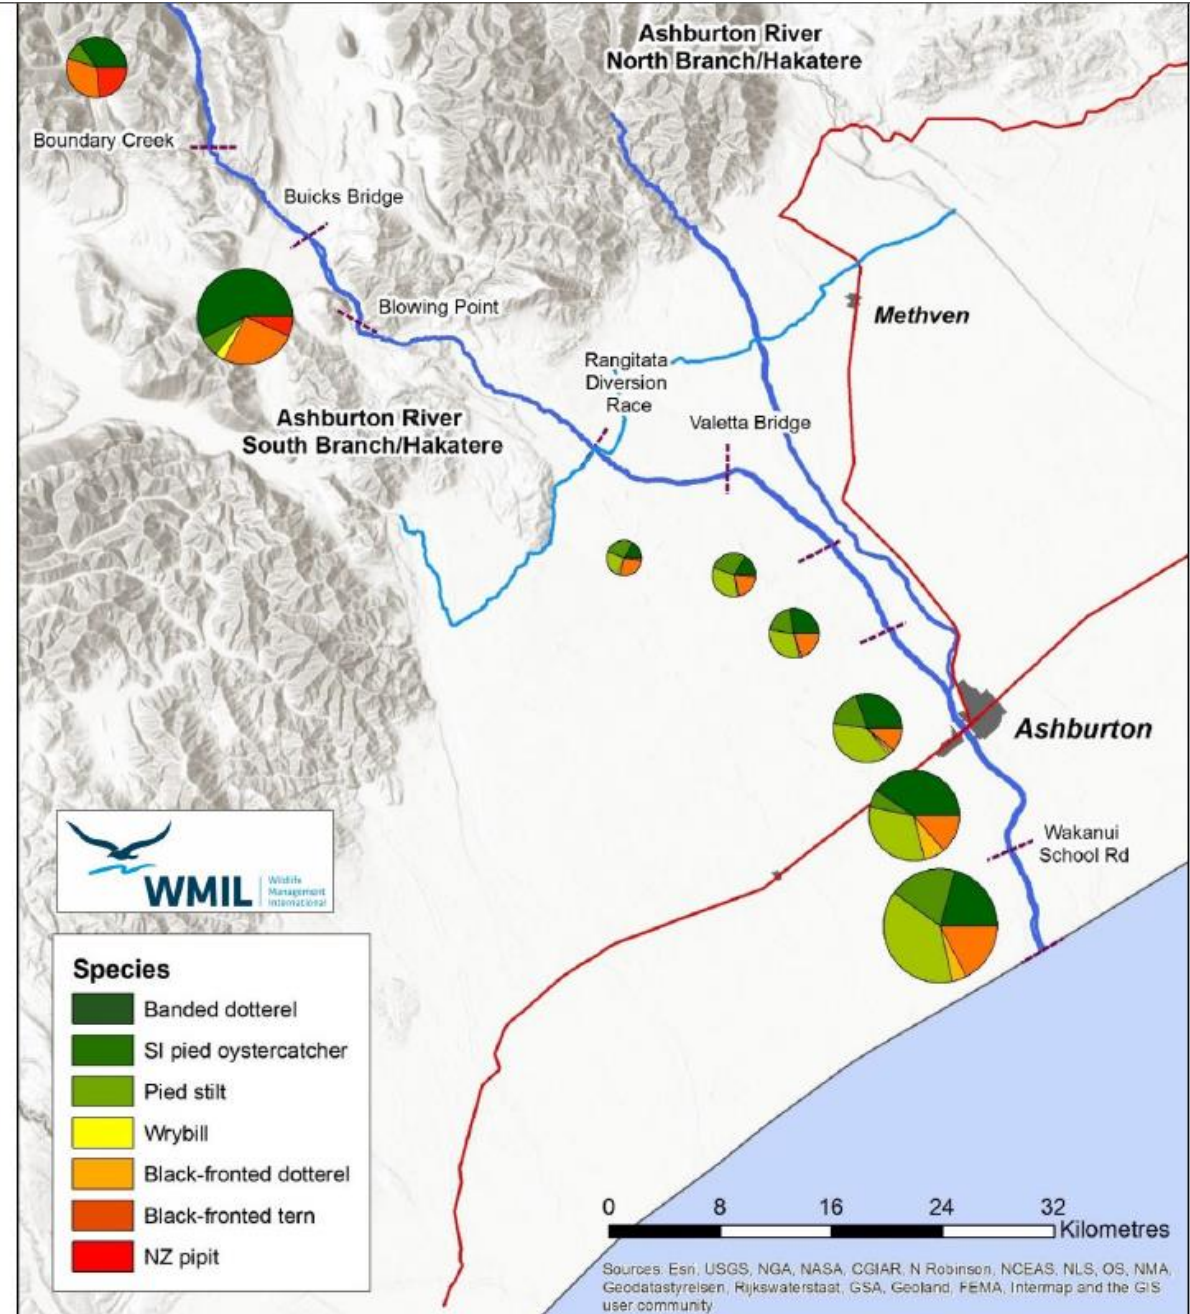 Ashburton River
North Branch/Hakatere
Boundary Creek
Buicks Bridge
Blowing Point
Methven
Rangitata
Diversion
Race
Valetta Bridge
Ashburton River
South Branch/Hakatere
Ashburton
Wakanui
School Rd
WMIL
Wildlife
Management
International
Species
Banded dotterel
SI pied oystercatcher
Pied stilt
Wrybill
Black-fronted dotterel
Black-fronted tern
NZ pipit
0 8 16 24 32
Kilometres
Sources: Esri, USGS, NGA, NASA, CGIAR, N Robinson, NCEAS, NLS, OS, NMA,
Geodatastyrelsen, Rijkswaterstaat, GSA, Geoland, FEMA, Intermap and the GIS
user community